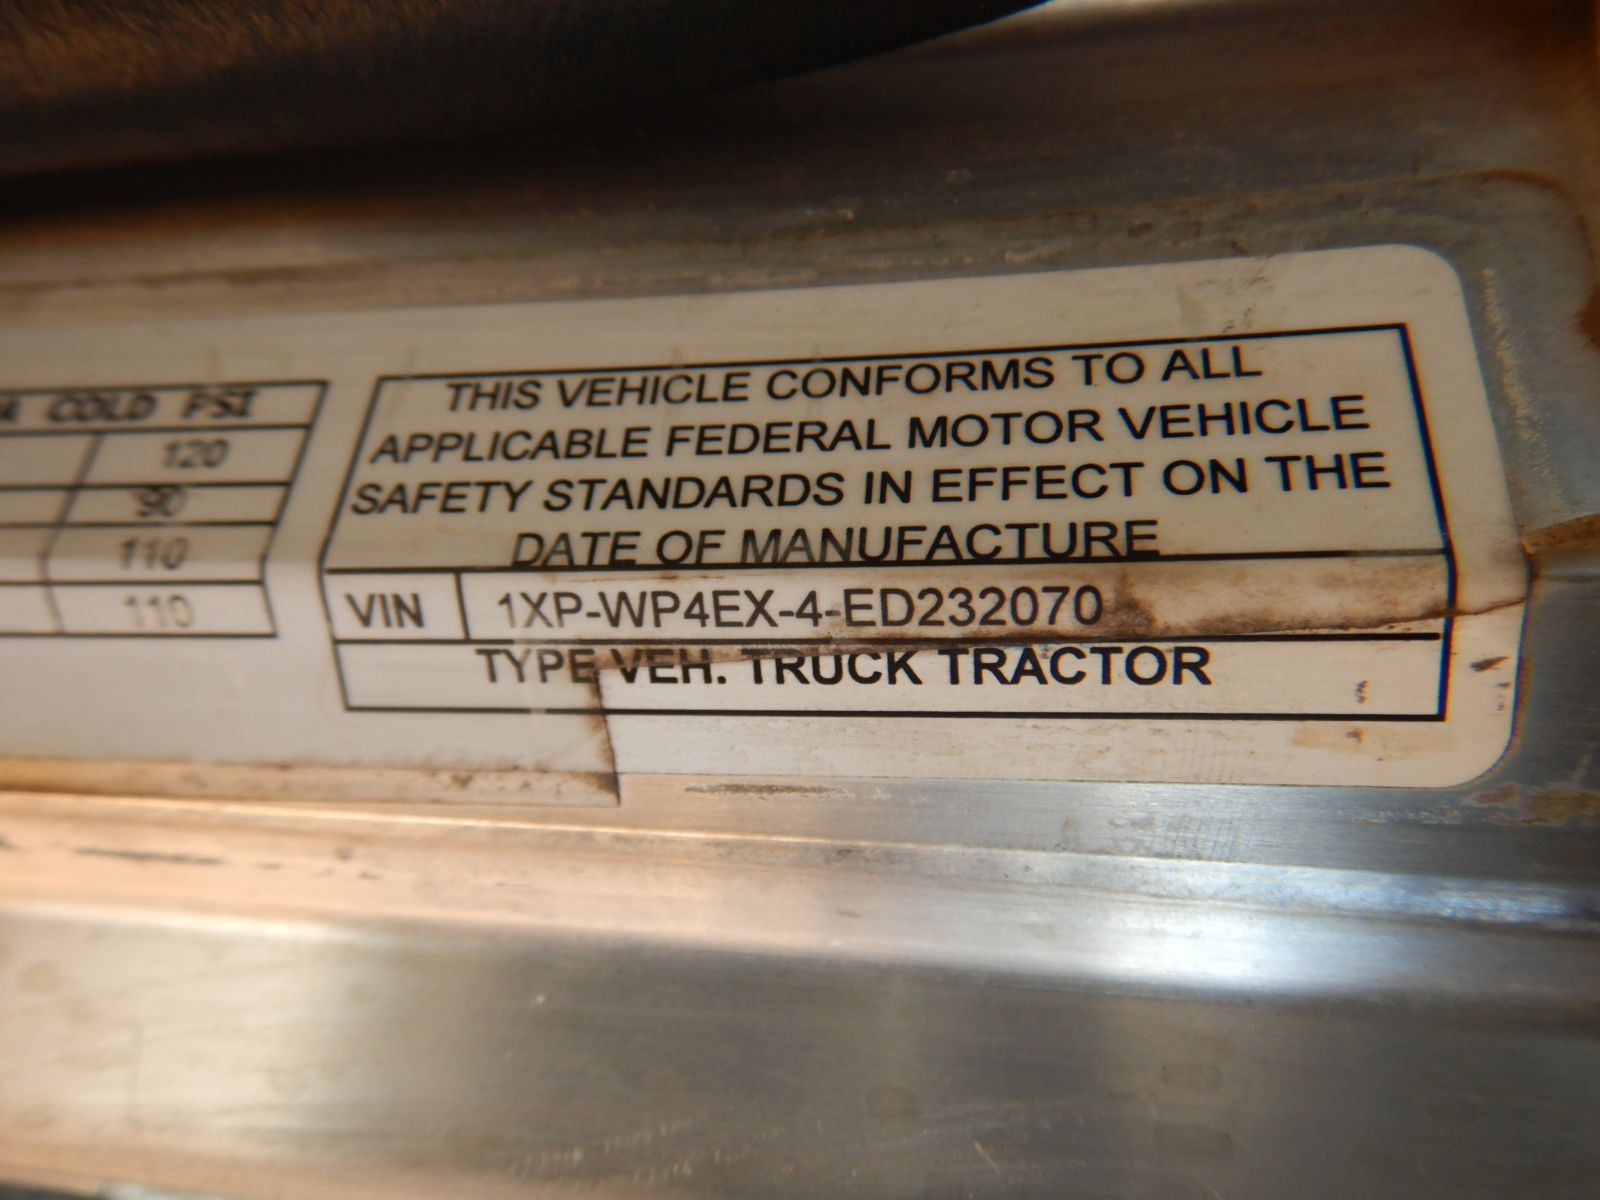 COLD PSI
120
90
110
110
THIS VEHICLE CONFORMS TO ALL
APPLICABLE FEDERAL MOTOR VEHICLE
SAFETY STANDARDS IN EFFECT ON THE
DATE OF MANUFACTURE
VIN 1XP-WP4EX-4-ED232070
TYPE VEH. TRUCK TRACTOR